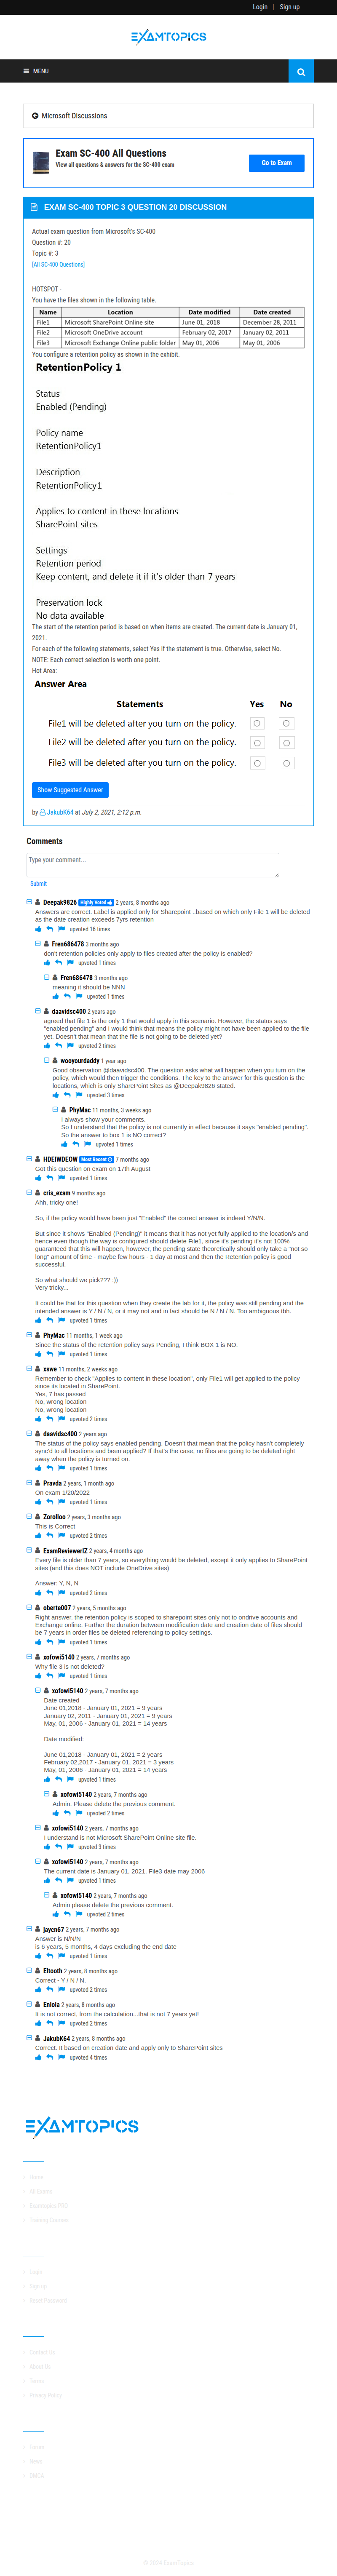 Login | Sign up
EXAMTOPICS
MENU
Microsoft Discussions
Exam SC-400 All Questions
View all questions & answers for the SC-400 exam
Go to Exam
EXAM SC-400 TOPIC 3 QUESTION 20 DISCUSSION
Actual exam question from Microsoft's SC-400
Question #: 20
Topic #: 3
[All SC-400 Questions]
HOTSPOT -
You have the files shown in the following table.
Name Location Date modified Date created
File1 Microsoft SharePoint Online site June 01, 2018 December 28, 2011
File2 Microsoft OneDrive account February 02, 2017 January 02, 2011
File3 Microsoft Exchange Online public folder May 01, 2006 May 01, 2006
You configure a retention policy as shown in the exhibit.
RetentionPolicy 1
Status
Enabled (Pending)
Policy name
RetentionPolicy1
Description
RetentionPolicy1
Applies to content in these locations
SharePoint sites
Settings
Retention period
Keep content, and delete it if it's older than 7 years
Preservation lock
No data available
The start of the retention period is based on when items are created. The current date is January 01,
2021.
For each of the following statements, select Yes if the statement is true. Otherwise, select No.
NOTE: Each correct selection is worth one point.
Hot Area:
Answer Area
Statements Yes No
File1 will be deleted after you turn on the policy.
File2 will be deleted after you turn on the policy.
File3 will be deleted after you turn on the policy.
Show Suggested Answer
by JakubK64 at July 2, 2021, 2:12 p.m.
Comments
Type your comment...
Submit
Deepak9826 Highly Voted 2 years, 8 months ago
Answers are correct. Label is applied only for Sharepoint ..based on which only File 1 will be deleted
as the date creation exceeds 7yrs retention
upvoted 16 times
Fren686478 3 months ago
don't retention policies only apply to files created after the policy is enabled?
upvoted 1 times
Fren686478 3 months ago
meaning it should be NNN
upvoted 1 times
daavidsc400 2 years ago
agreed that file 1 is the only 1 that would apply in this scenario. However, the status says
"enabled pending" and I would think that means the policy might not have been applied to the file
yet. Doesn't that mean that the file is not going to be deleted yet?
upvoted 2 times
wooyourdaddy 1 year ago
Good observation @daavidsc400. The question asks what will happen when you turn on the
policy, which would then trigger the conditions. The key to the answer for this question is the
locations, which is only SharePoint Sites as @Deepak9826 stated.
upvoted 3 times
PhyMac 11 months, 3 weeks ago
I always show your comments.
So I understand that the policy is not currently in effect because it says "enabled pending".
So the answer to box 1 is NO correct?
upvoted 1 times
HDEIWDEOW Most Recent 7 months ago
Got this question on exam on 17th August
upvoted 1 times
cris_exam 9 months ago
Ahh, tricky one!
So, if the policy would have been just "Enabled" the correct answer is indeed Y/N/N.
But since it shows "Enabled (Pending)" it means that it has not yet fully applied to the location/s and
hence even though the way is configured should delete File1, since it's pending it's not 100%
guaranteed that this will happen, however, the pending state theoretically should only take a "not so
long" amount of time - maybe few hours - 1 day at most and then the Retention policy is good
successful.
So what should we pick??? :))
Very tricky...
It could be that for this question when they create the lab for it, the policy was still pending and the
intended answer is Y / N / N, or it may not and in fact should be N / N / N. Too ambiguous tbh.
upvoted 1 times
PhyMac 11 months, 1 week ago
Since the status of the retention policy says Pending, I think BOX 1 is NO.
upvoted 1 times
xswe 11 months, 2 weeks ago
Remember to check "Applies to content in these location", only File1 will get applied to the policy
since its located in SharePoint.
Yes, 7 has passed
No, wrong location
No, wrong location
upvoted 2 times
daavidsc400 2 years ago
The status of the policy says enabled pending. Doesn't that mean that the policy hasn't completely
sync'd to all locations and been applied? If that's the case, no files are going to be deleted right
away when the policy is turned on.
upvoted 1 times
Pravda 2 years, 1 month ago
On exam 1/20/2022
upvoted 1 times
Zorolloo 2 years, 3 months ago
This is Correct
upvoted 2 times
ExamReviewerIZ 2 years, 4 months ago
Every file is older than 7 years, so everything would be deleted, except it only applies to SharePoint
sites (and this does NOT include OneDrive sites)
Answer: Y, N, N
upvoted 2 times
oberte007 2 years, 5 months ago
Right answer. the retention policy is scoped to sharepoint sites only not to ondrive accounts and
Exchange online. Further the duration between modification date and creation date of files should
be 7 years in order files be deleted referencing to policy settings.
upvoted 1 times
xofowi5140 2 years, 7 months ago
Why file 3 is not deleted?
upvoted 1 times
xofowi5140 2 years, 7 months ago
Date created
June 01,2018 - January 01, 2021 = 9 years
January 02, 2011 - January 01, 2021 = 9 years
May, 01, 2006 - January 01, 2021 = 14 years
Date modified:
June 01,2018 - January 01, 2021 = 2 years
February 02,2017 - January 01. 2021 = 3 years
May, 01, 2006 - January 01, 2021 = 14 years
upvoted 1 times
xofowi5140 2 years, 7 months ago
Admin. Please delete the previous comment.
upvoted 2 times
xofowi5140 2 years, 7 months ago
I understand is not Microsoft SharePoint Online site file.
upvoted 3 times
xofowi5140 2 years, 7 months ago
The current date is January 01, 2021. File3 date may 2006
upvoted 1 times
xofowi5140 2 years, 7 months ago
Admin please delete the previous comment.
upvoted 2 times
jaycn67 2 years, 7 months ago
Answer is N/N/N
is 6 years, 5 months, 4 days excluding the end date
upvoted 1 times
Eltooth 2 years, 8 months ago
Correct - Y / N / N.
upvoted 2 times
Eniola 2 years, 8 months ago
It is not correct, from the calculation...that is not 7 years yet!
upvoted 2 times
JakubK64 2 years, 8 months ago
Correct. It based on creation date and apply only to SharePoint sites
upvoted 4 times
EXAMTOPICS
Home
All Exams
Training Courses
Login
Sign up
Reset Password
Contact Us
About Us
Terms
Privacy Policy
Forum
News
DMCA
© 2024 ExamTopics